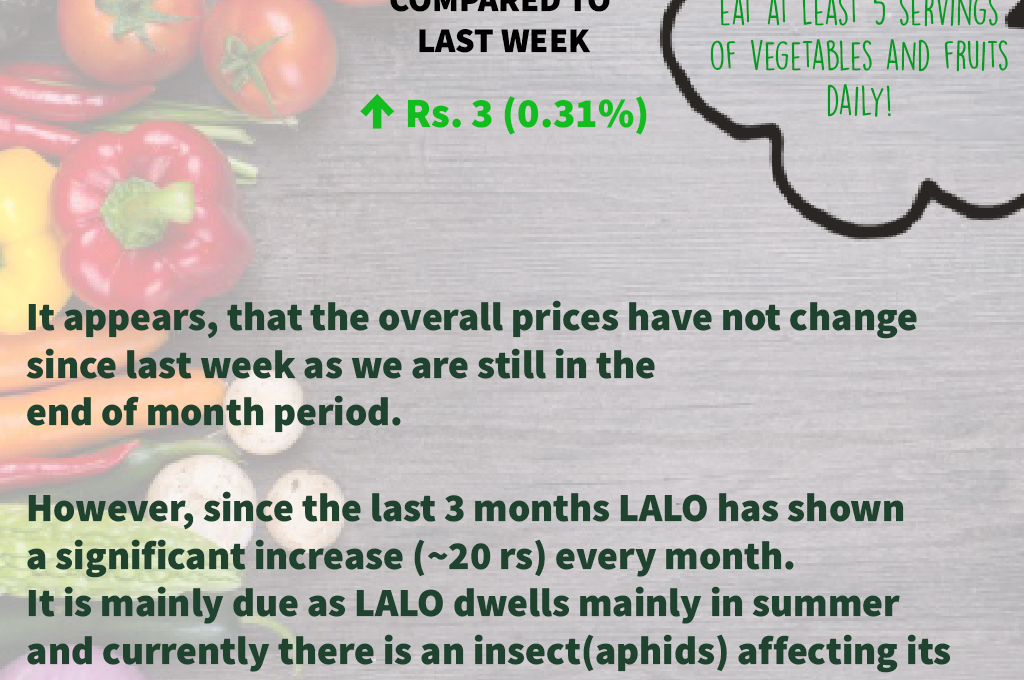 COMPARED TO
LAST WEEK
↑ Rs. 3 (0.31%)
EAT AT LEAST 5 SERVINGS
OF VEGETABLES AND FRUITS
DAILY!
It appears, that the overall prices have not change
since last week as we are still in the
end of month period.
However, since the last 3 months LALO has shown
a significant increase (~20 rs) every month.
It is mainly due as LALO dwells mainly in summer
and currently there is an insect(aphids) affecting its